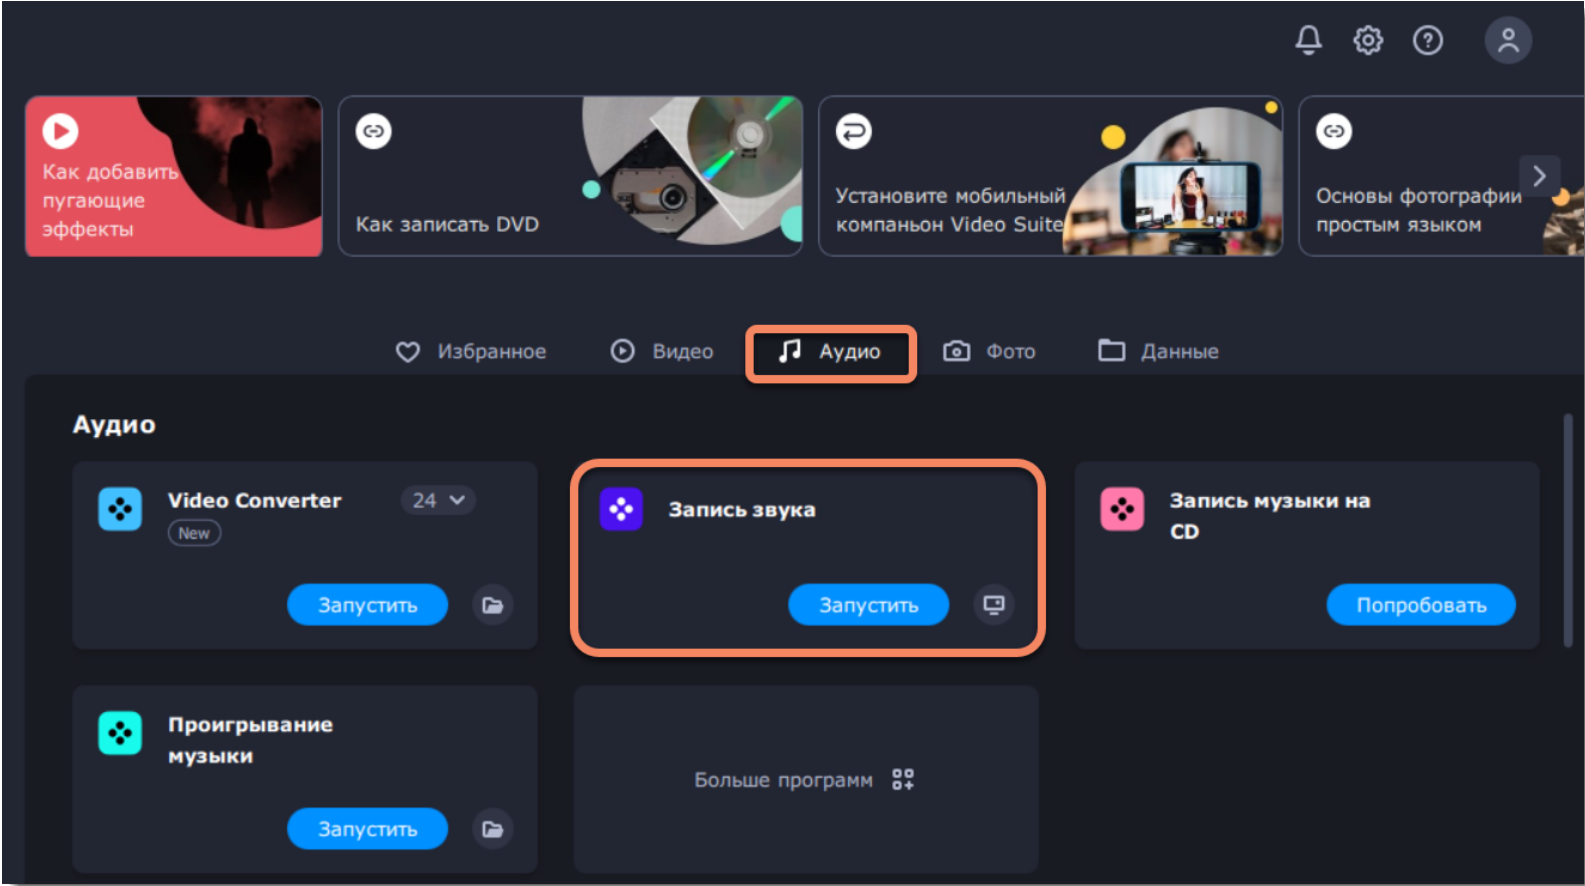 Как добавить
пугающие
эффекты
Как записать DVD
Установите мобильный
компаньон Video Suite
Основы фотографии
простым языком
Избранное
Видео
Аудио
Фото
Данные
Аудио
Video Converter
24
New
Запустить
Запись звука
Запустить
Запись музыки на
CD
Попробовать
Проигрывание
музыки
Запустить
Больше программ